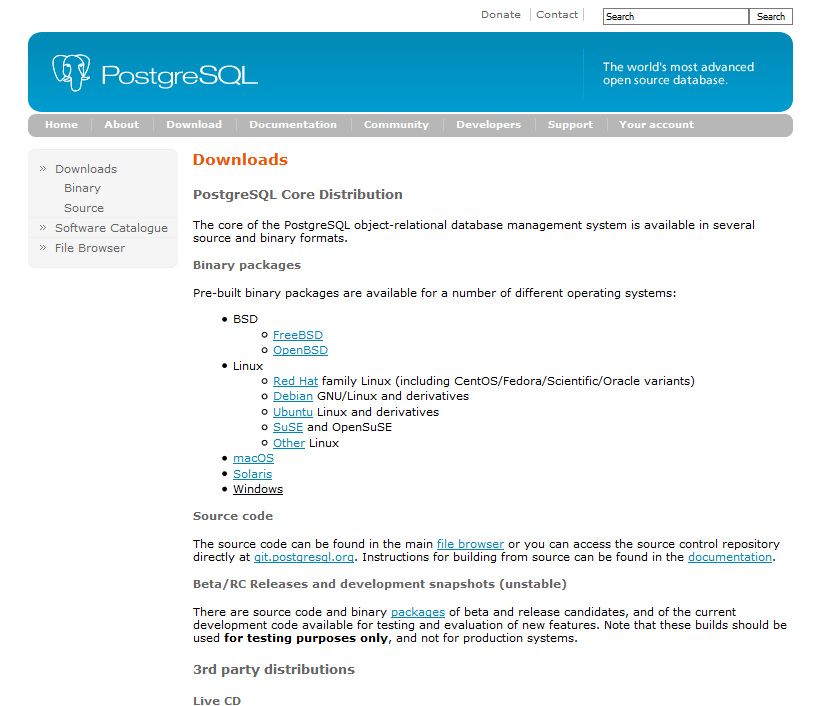 Donate Contact Search Search
PostgreSQL
The world's most advanced
open source database.
Home About Download Documentation Community Developers Support Your account
» Downloads
Binary
Source
» Software Catalogue
» File Browser
Downloads
PostgreSQL Core Distribution
The core of the PostgreSQL object-relational database management system is available in several
source and binary formats.
Binary packages
Pre-built binary packages are available for a number of different operating systems:
• BSD
○ FreeBSD
○ OpenBSD
• Linux
○ Red Hat family Linux (including CentOS/Fedora/Scientific/Oracle variants)
○ Debian GNU/Linux and derivatives
○ Ubuntu Linux and derivatives
○ SuSE and OpenSuSE
○ Other Linux
• macOS
• Solaris
• Windows
Source code
The source code can be found in the main file browser or you can access the source control repository
directly at git.postgresql.org. Instructions for building from source can be found in the documentation.
Beta/RC Releases and development snapshots (unstable)
There are source code and binary packages of beta and release candidates, and of the current
development code available for testing and evaluation of new features. Note that these builds should be
used for testing purposes only, and not for production systems.
3rd party distributions
Live CD